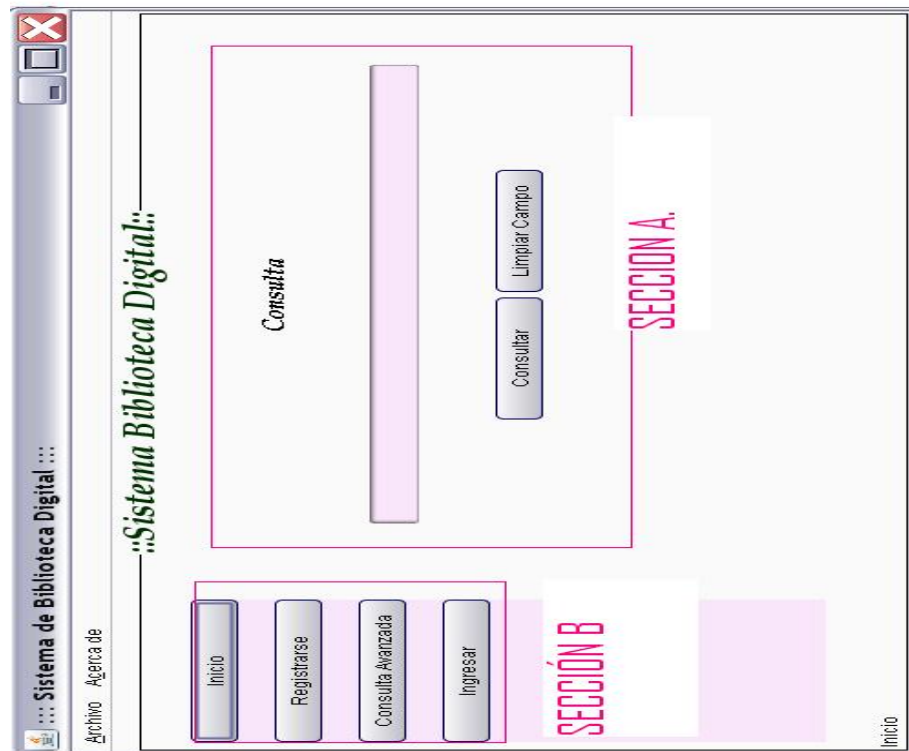 ::: Sistema de Biblioteca Digital :::
Archivo Acerca de
::Sistema Biblioteca Digital::
Inicio
Registrarse
Consulta Avanzada
Ingresar
SECCIÓN B
Consulta
Consultar Limpiar Campo
SECCION A.
Inicio